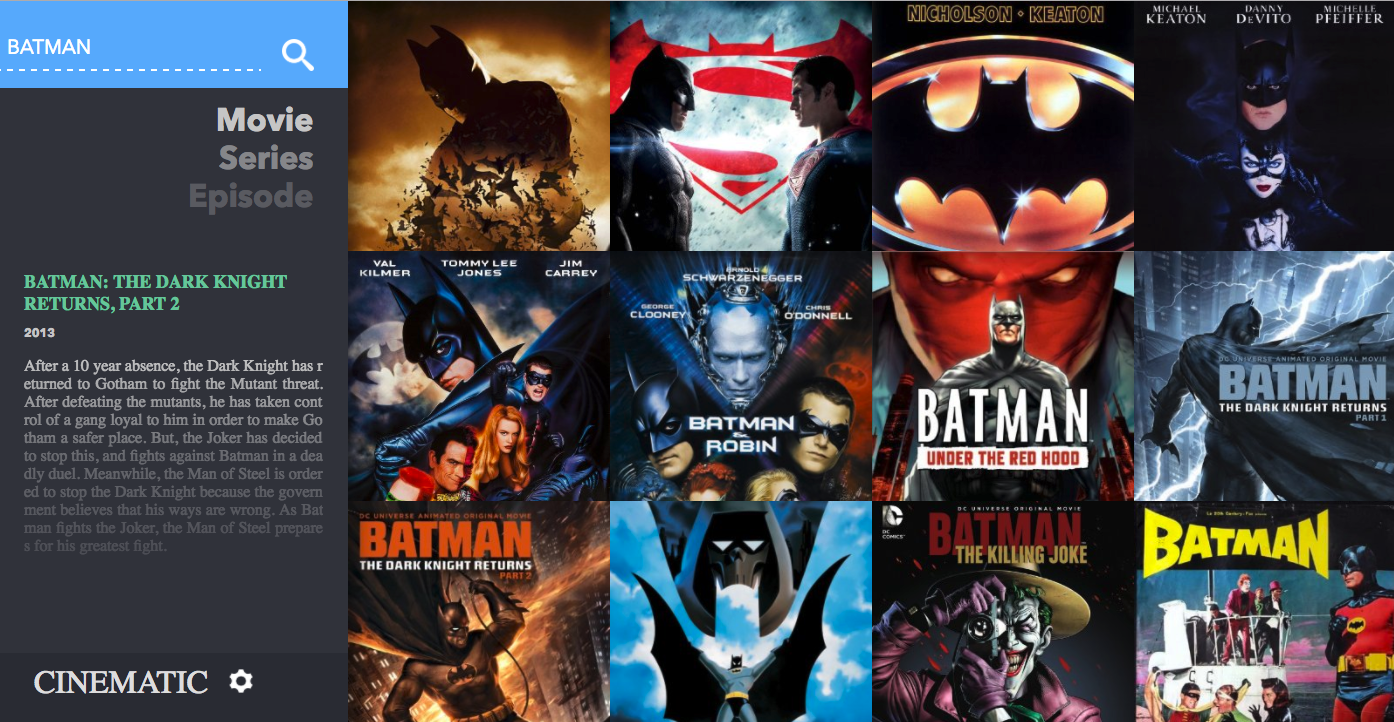 BATMAN
Movie
Series
Episode
BATMAN: THE DARK KNIGHT
RETURNS, PART 2
2013
After a 10 year absence, the Dark Knight has r
eturned to Gotham to fight the Mutant threat.
After defeating the mutants, he has taken cont
rol of a gang loyal to him in order to make Go
tham a safer place. But, the Joker has decided
to stop this, and fights against Batman in a dea
dly duel. Meanwhile, the Man of Steel is order
ed to stop the Dark Knight because the govern
ment believes that his ways are wrong. As Bat
man fights the Joker, the Man of Steel prepare
s for his greatest fight.
CINEMATIC
NICHOLSON KEATON
MICHAEL
KEATON
DANNY
DEVITO
MICHELLE
PFEIFFER
VAL
KILMER
TOMMY LEE
JONES
JIM
CARREY
ARNOLD
SCHWARZENEGGER
GEORGE
CLOONEY
CHRIS
O'DONNELL
BATMAN
&
ROBIN
BATMAN
UNDER THE RED HOOD
DC UNIVERSE ANIMATED ORIGINAL MOVIE
BATMAN
THE DARK KNIGHT RETURNS
PART 1
DC UNIVERSE ANIMATED ORIGINAL MOVIE
BATMAN
THE DARK KNIGHT RETURNS
PART 2
DC
COMICS
DC UNIVERSE ORIGINAL MOVIE
BATMAN
THE KILLING JOKE
BATMAN